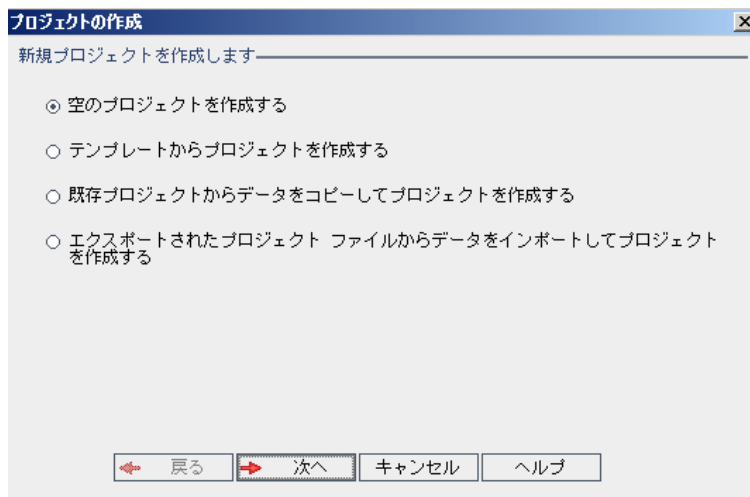 プロジェクトの作成
新規プロジェクトを作成します
空のプロジェクトを作成する
テンプレートからプロジェクトを作成する
既存プロジェクトからデータをコピーしてプロジェクトを作成する
エクスポートされたプロジェクト ファイルからデータをインポートしてプロジェクト
を作成する
戻る 次へ キャンセル ヘルプ